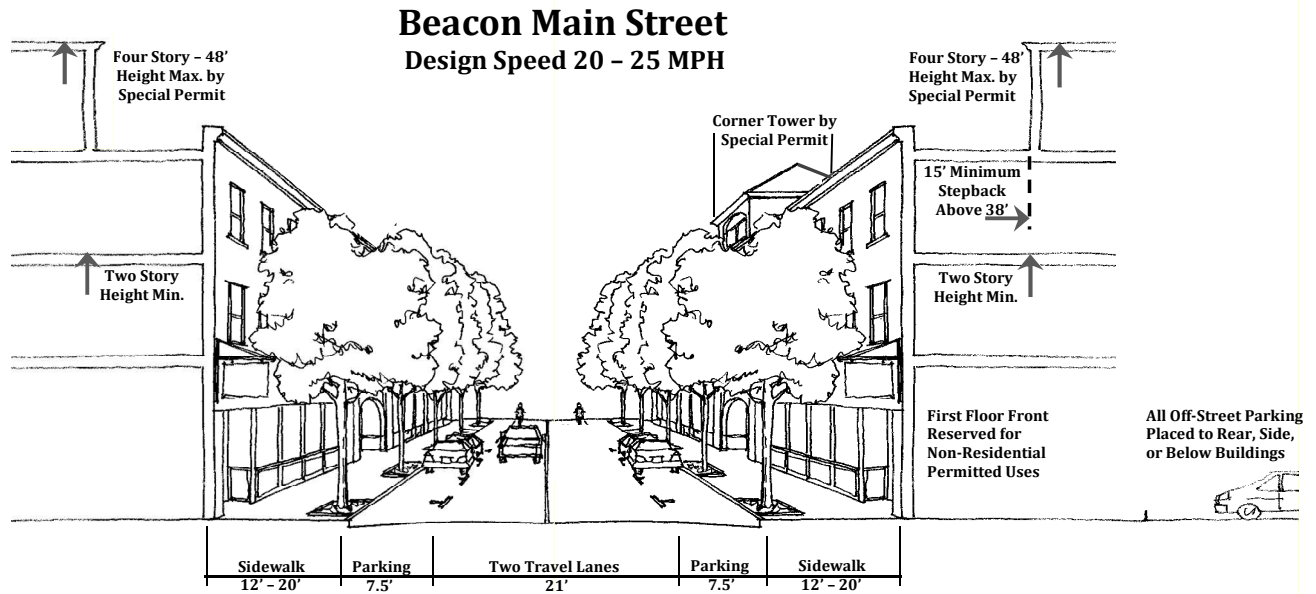 Beacon Main Street
Design Speed 20 – 25 MPH
Four Story – 48’
Height Max. by
Special Permit
Four Story – 48’
Height Max. by
Special Permit
Corner Tower by
Special Permit
15’ Minimum
Stepback
Above 38’
Two Story
Height Min.
Two Story
Height Min.
First Floor Front
Reserved for
Non-Residential
Permitted Uses
All Off-Street Parking
Placed to Rear, Side,
or Below Buildings
Sidewalk
12’ – 20’
Parking
7.5’
Two Travel Lanes
21’
Parking
7.5’
Sidewalk
12’ – 20’